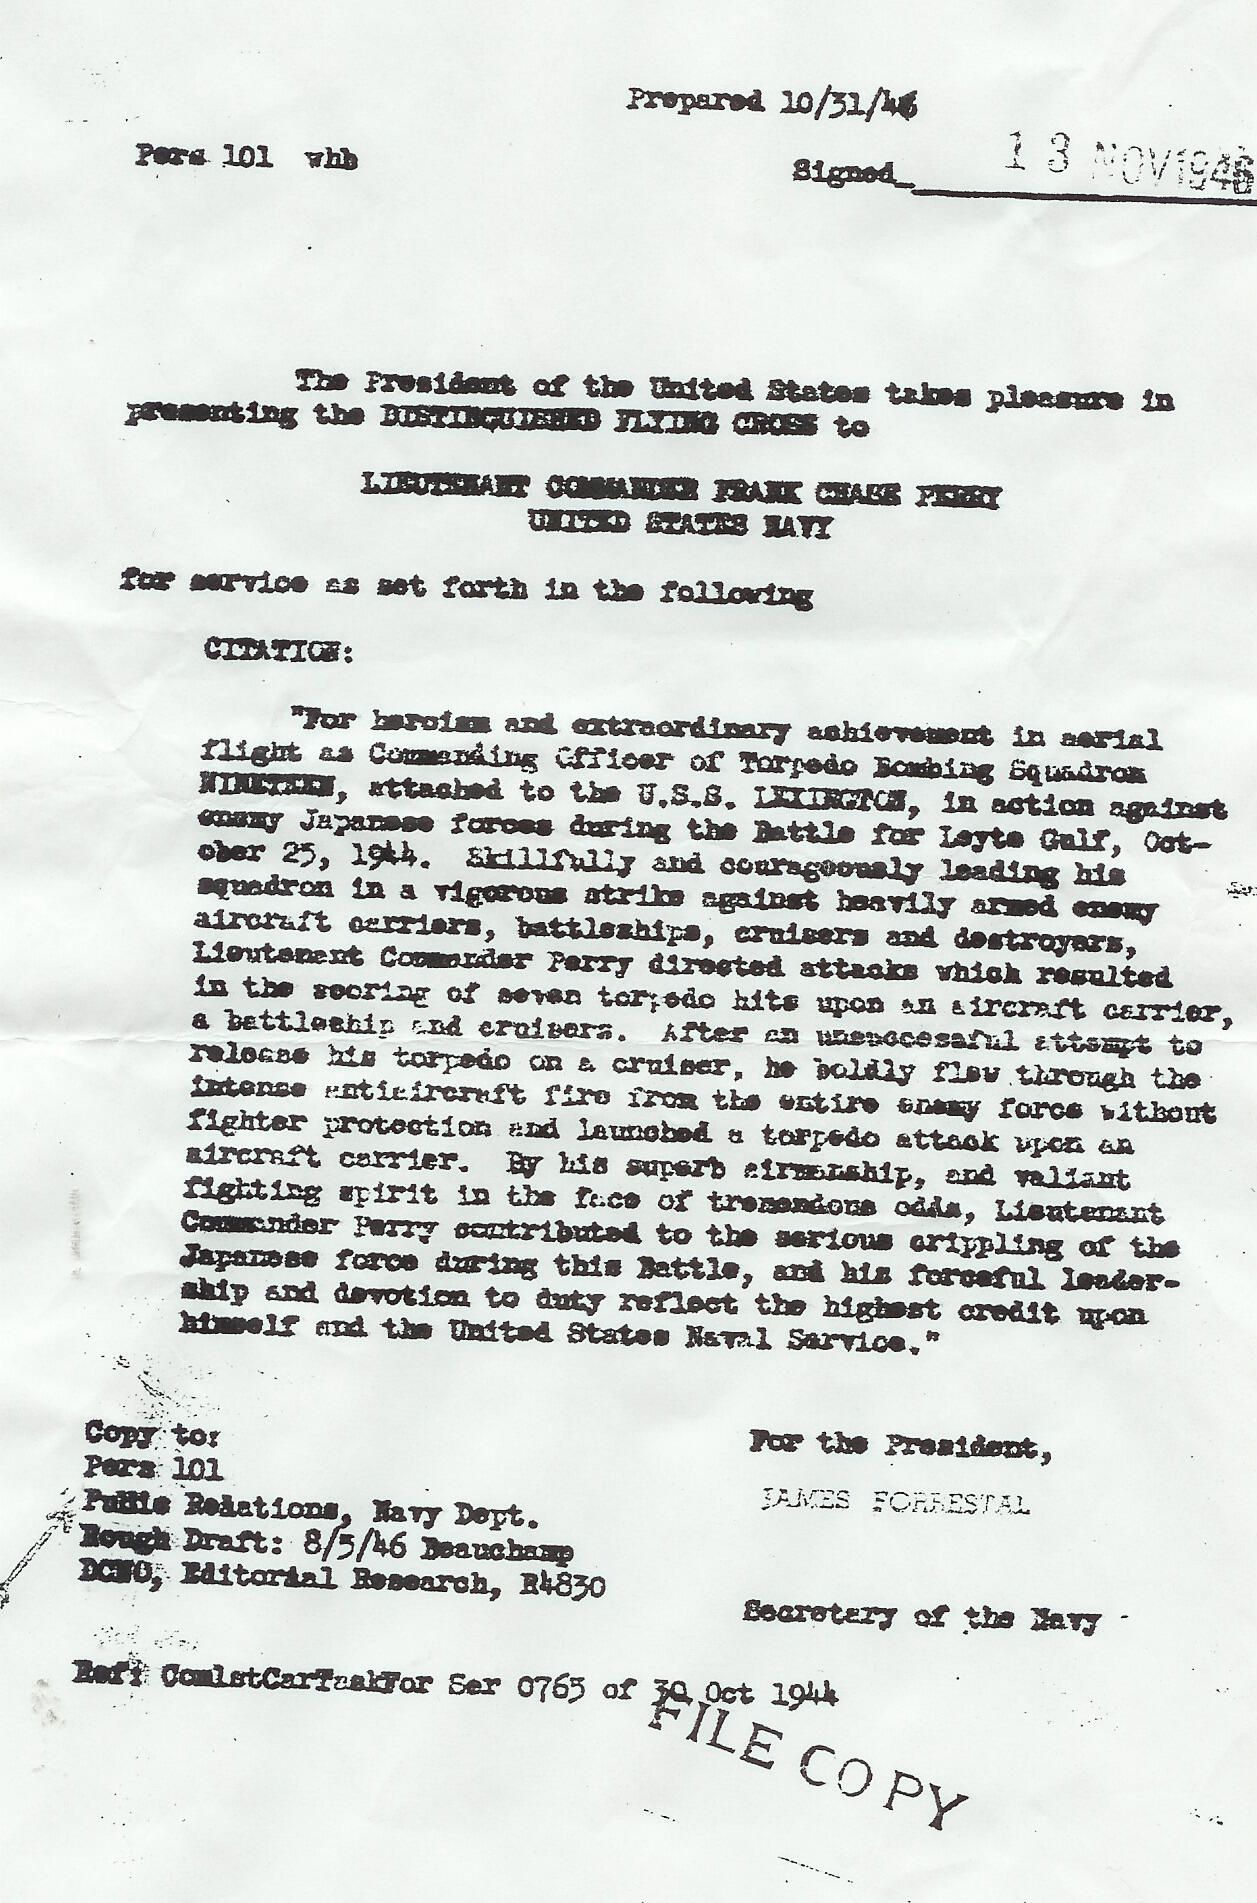 Prepared 10/31/46
Pers 101 whb
Signed 13 NOV 1946
The President of the United States takes pleasure in
presenting the DISTINGUISHED FLYING CROSS to
LIEUTENANT COMMANDER FRANK CHASE PERRY
UNITED STATES NAVY
for service as set forth in the following
CITATION:
"For heroism and extraordinary achievement in aerial
flight as Commanding Officer of Torpedo Bombing Squadron
NINETEEN, attached to the U.S.S. LEXINGTON, in action against
enemy Japanese forces during the Battle for Leyte Gulf, Oct-
ober 25, 1944. Skillfully and courageously leading his
squadron in a vigorous strike against heavily armed enemy
aircraft carriers, battleships, cruisers and destroyers,
Lieutenant Commander Perry directed attacks which resulted
in the scoring of seven torpedo hits upon an aircraft carrier,
a battleship and cruisers. After an unsuccessful attempt to
release his torpedo on a cruiser, he boldly flew through the
intense antiaircraft fire from the entire enemy force without
fighter protection and launched a torpedo attack upon an
aircraft carrier. By his superb airmanship, and valiant
fighting spirit in the face of tremendous odds, Lieutenant
Commander Perry contributed to the serious crippling of the
Japanese force during this Battle, and his forceful leader-
ship and devotion to duty reflect the highest credit upon
himself and the United States Naval Service."
Copy to:
Pers 101
Public Relations, Navy Dept.
Rough Draft: 8/5/46 Beauchamp
DCNO, Editorial Research, R4830
For the President,
JAMES FORRESTAL
Secretary of the Navy
Ref: Com1stCarTaskFor Ser 0765 of 30 Oct 1944
FILE COPY